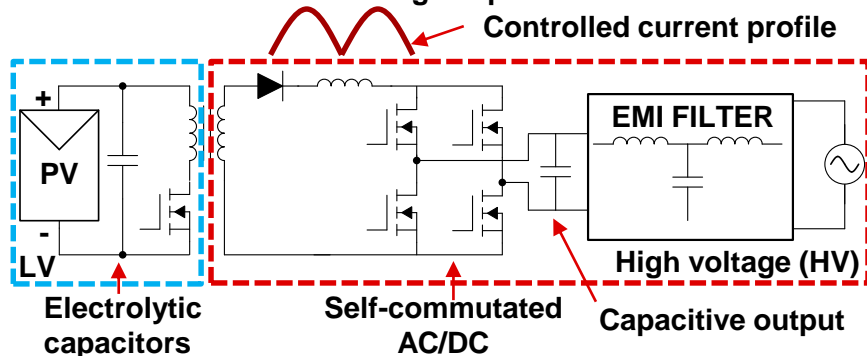 Controlled current profile
+
PV
-
LV
EMI FILTER
High voltage (HV)
Electrolytic
capacitors
Self-commutated
AC/DC
Capacitive output